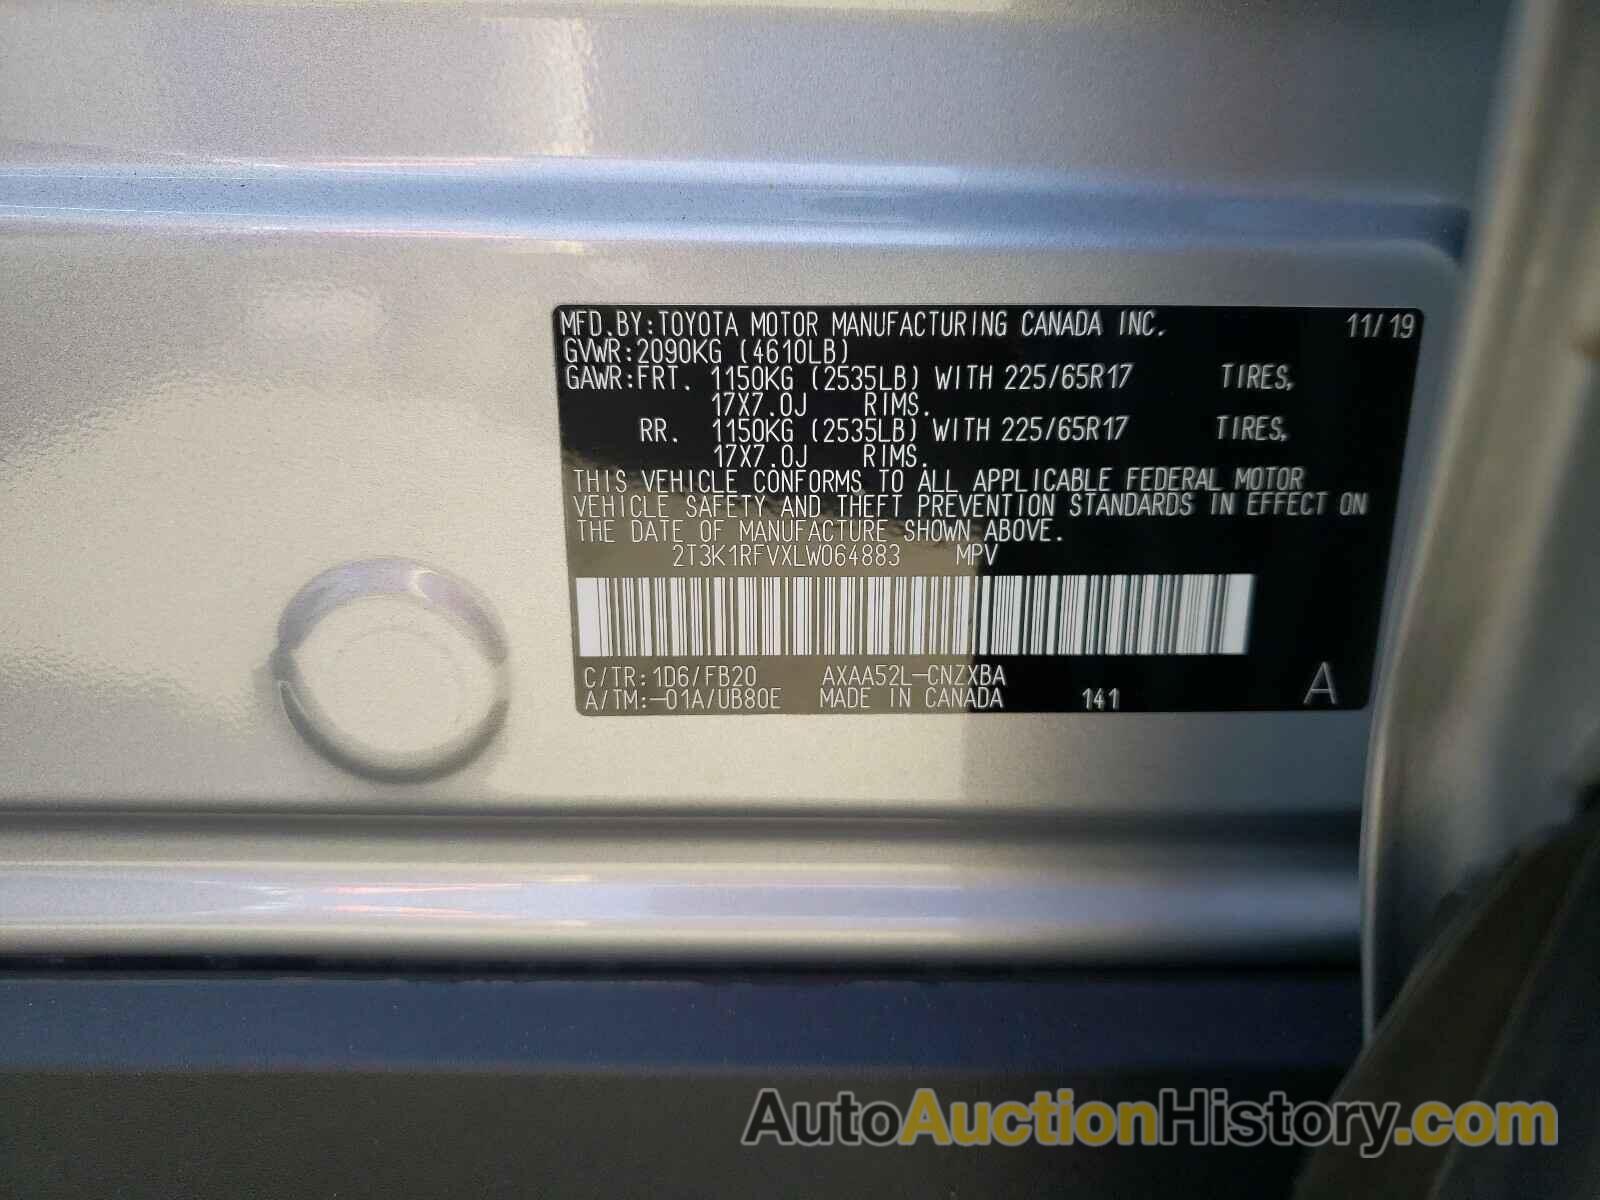 MFD.BY:TOYOTA MOTOR MANUFACTURING CANADA INC. 11/19
GVWR:2090KG (4610LB)
GAWR:FRT. 1150KG (2535LB) WITH 225/65R17 TIRES,
17X7.0J RIMS.
RR. 1150KG (2535LB) WITH 225/65R17 TIRES,
17X7.0J RIMS.
THIS VEHICLE CONFORMS TO ALL APPLICABLE FEDERAL MOTOR
VEHICLE SAFETY AND THEFT PREVENTION STANDARDS IN EFFECT ON
THE DATE OF MANUFACTURE SHOWN ABOVE.
2T3K1RFVXLW064883 MPV
C/TR:1D6/FB20 AXAA52L-CNZXBA
A/TM:-01A/UB80E MADE IN CANADA 141 A
AutoAuctionHistory.com